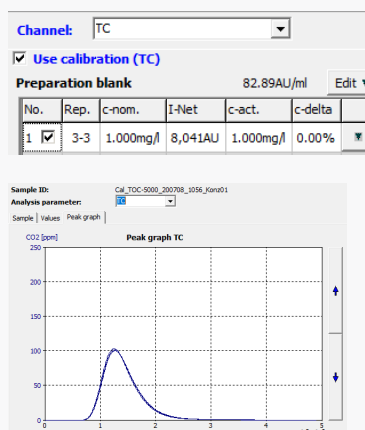 Channel: TC
Use calibration (TC)
Preparation blank 82.89AU/ml Edit
No. Rep. c-nom. I-Net c-act. c-delta
1 3-3 1.000mg/l 8,041AU 1.000mg/l 0.00%
Sample ID: Cal_TOC-5000_200708_1056_Konz01
Analysis parameter: TC
Sample Values Peak graph
CO2 [ppm] Peak graph TC
250
200
150
100
50
0
0 1 2 3 4 5